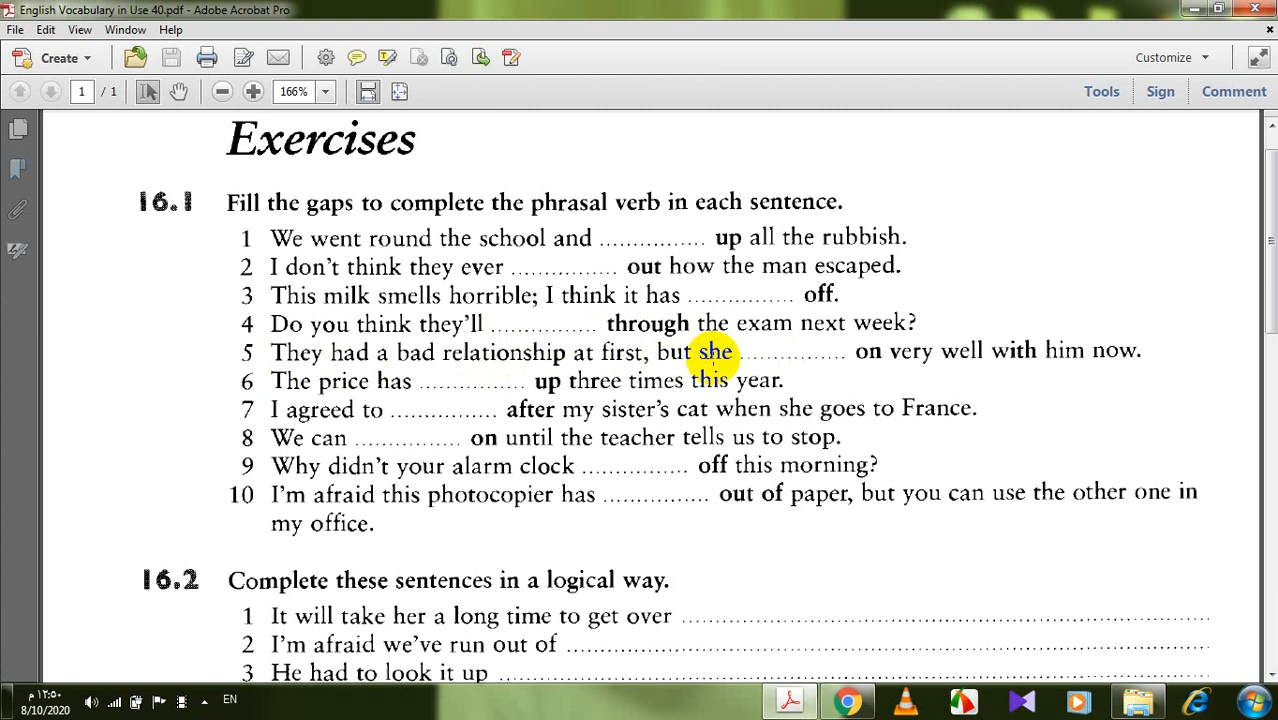 English Vocabulary in Use 40.pdf - Adobe Acrobat Pro
File Edit View Window Help
Create
Customize
1 / 1
166%
Tools Sign Comment
Exercises
16.1 Fill the gaps to complete the phrasal verb in each sentence.
1 We went round the school and ............... up all the rubbish.
2 I don't think they ever ............... out how the man escaped.
3 This milk smells horrible; I think it has ............... off.
4 Do you think they'll ............... through the exam next week?
5 They had a bad relationship at first, but she ............... on very well with him now.
6 The price has ............... up three times this year.
7 I agreed to ............... after my sister's cat when she goes to France.
8 We can ............... on until the teacher tells us to stop.
9 Why didn't your alarm clock ............... off this morning?
10 I'm afraid this photocopier has ............... out of paper, but you can use the other one in
my office.
16.2 Complete these sentences in a logical way.
1 It will take her a long time to get over ...............
2 I'm afraid we've run out of ...............
3 He had to look it up ...............
EN
١٢:٥٠ م
8/10/2020